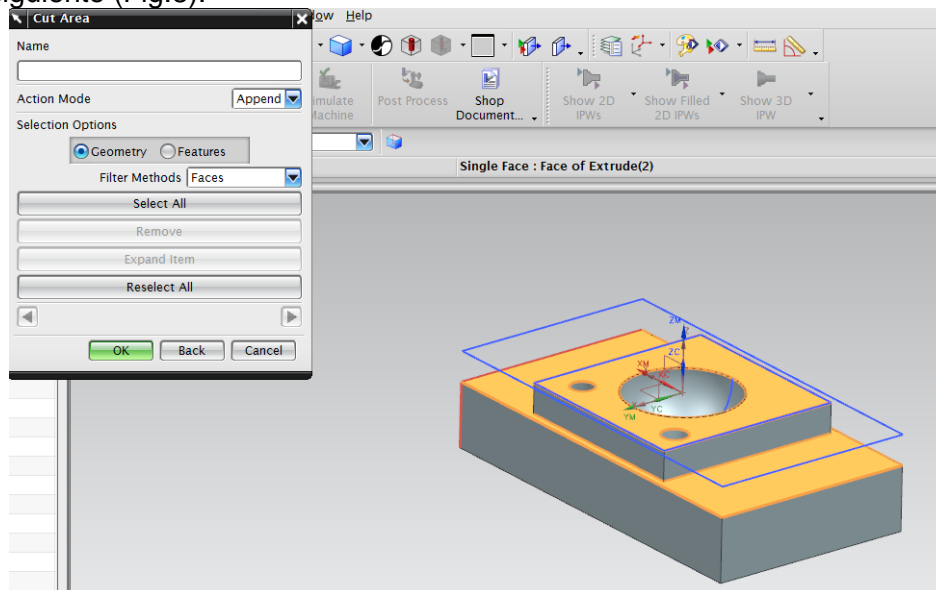 (Fig.8).
Cut Area
Help
Name
Action Mode
Append
Selection Options
Geometry
Features
Filter Methods
Faces
Select All
Remove
Expand Item
Reselect All
OK
Back
Cancel
Post Process
Shop
Document...
Show 2D
IPWs
Show Filled
2D IPWs
Show 3D
IPW
Single Face : Face of Extrude(2)
ZM
Z
ZC
XM
XC
YC
YM